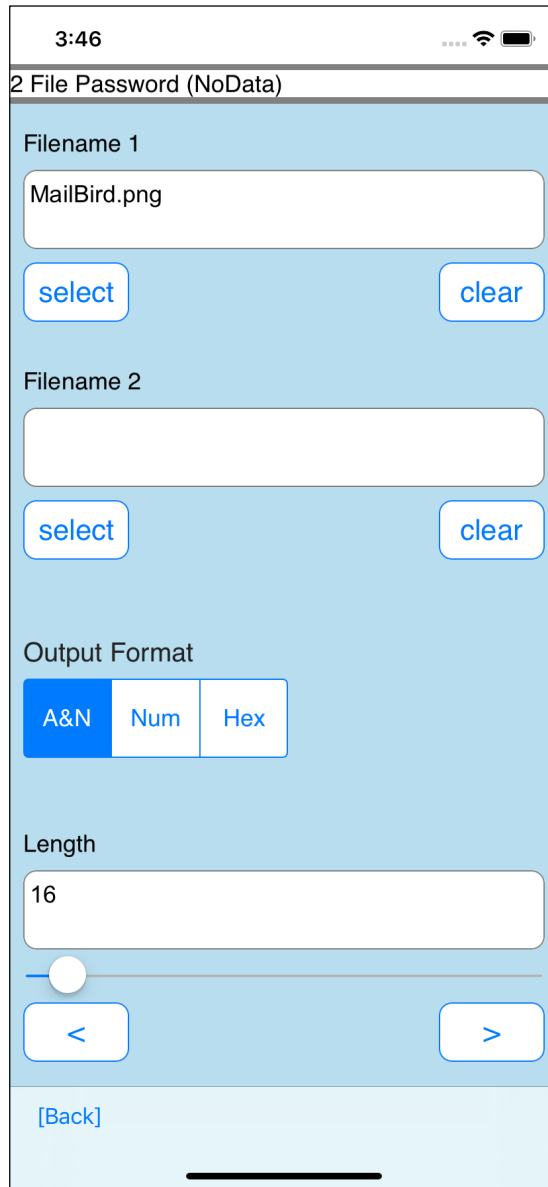 3:46
2 File Password (NoData)
Filename 1
MailBird.png
select clear
Filename 2
select clear
Output Format
A&N Num Hex
Length
16
< >
[Back]